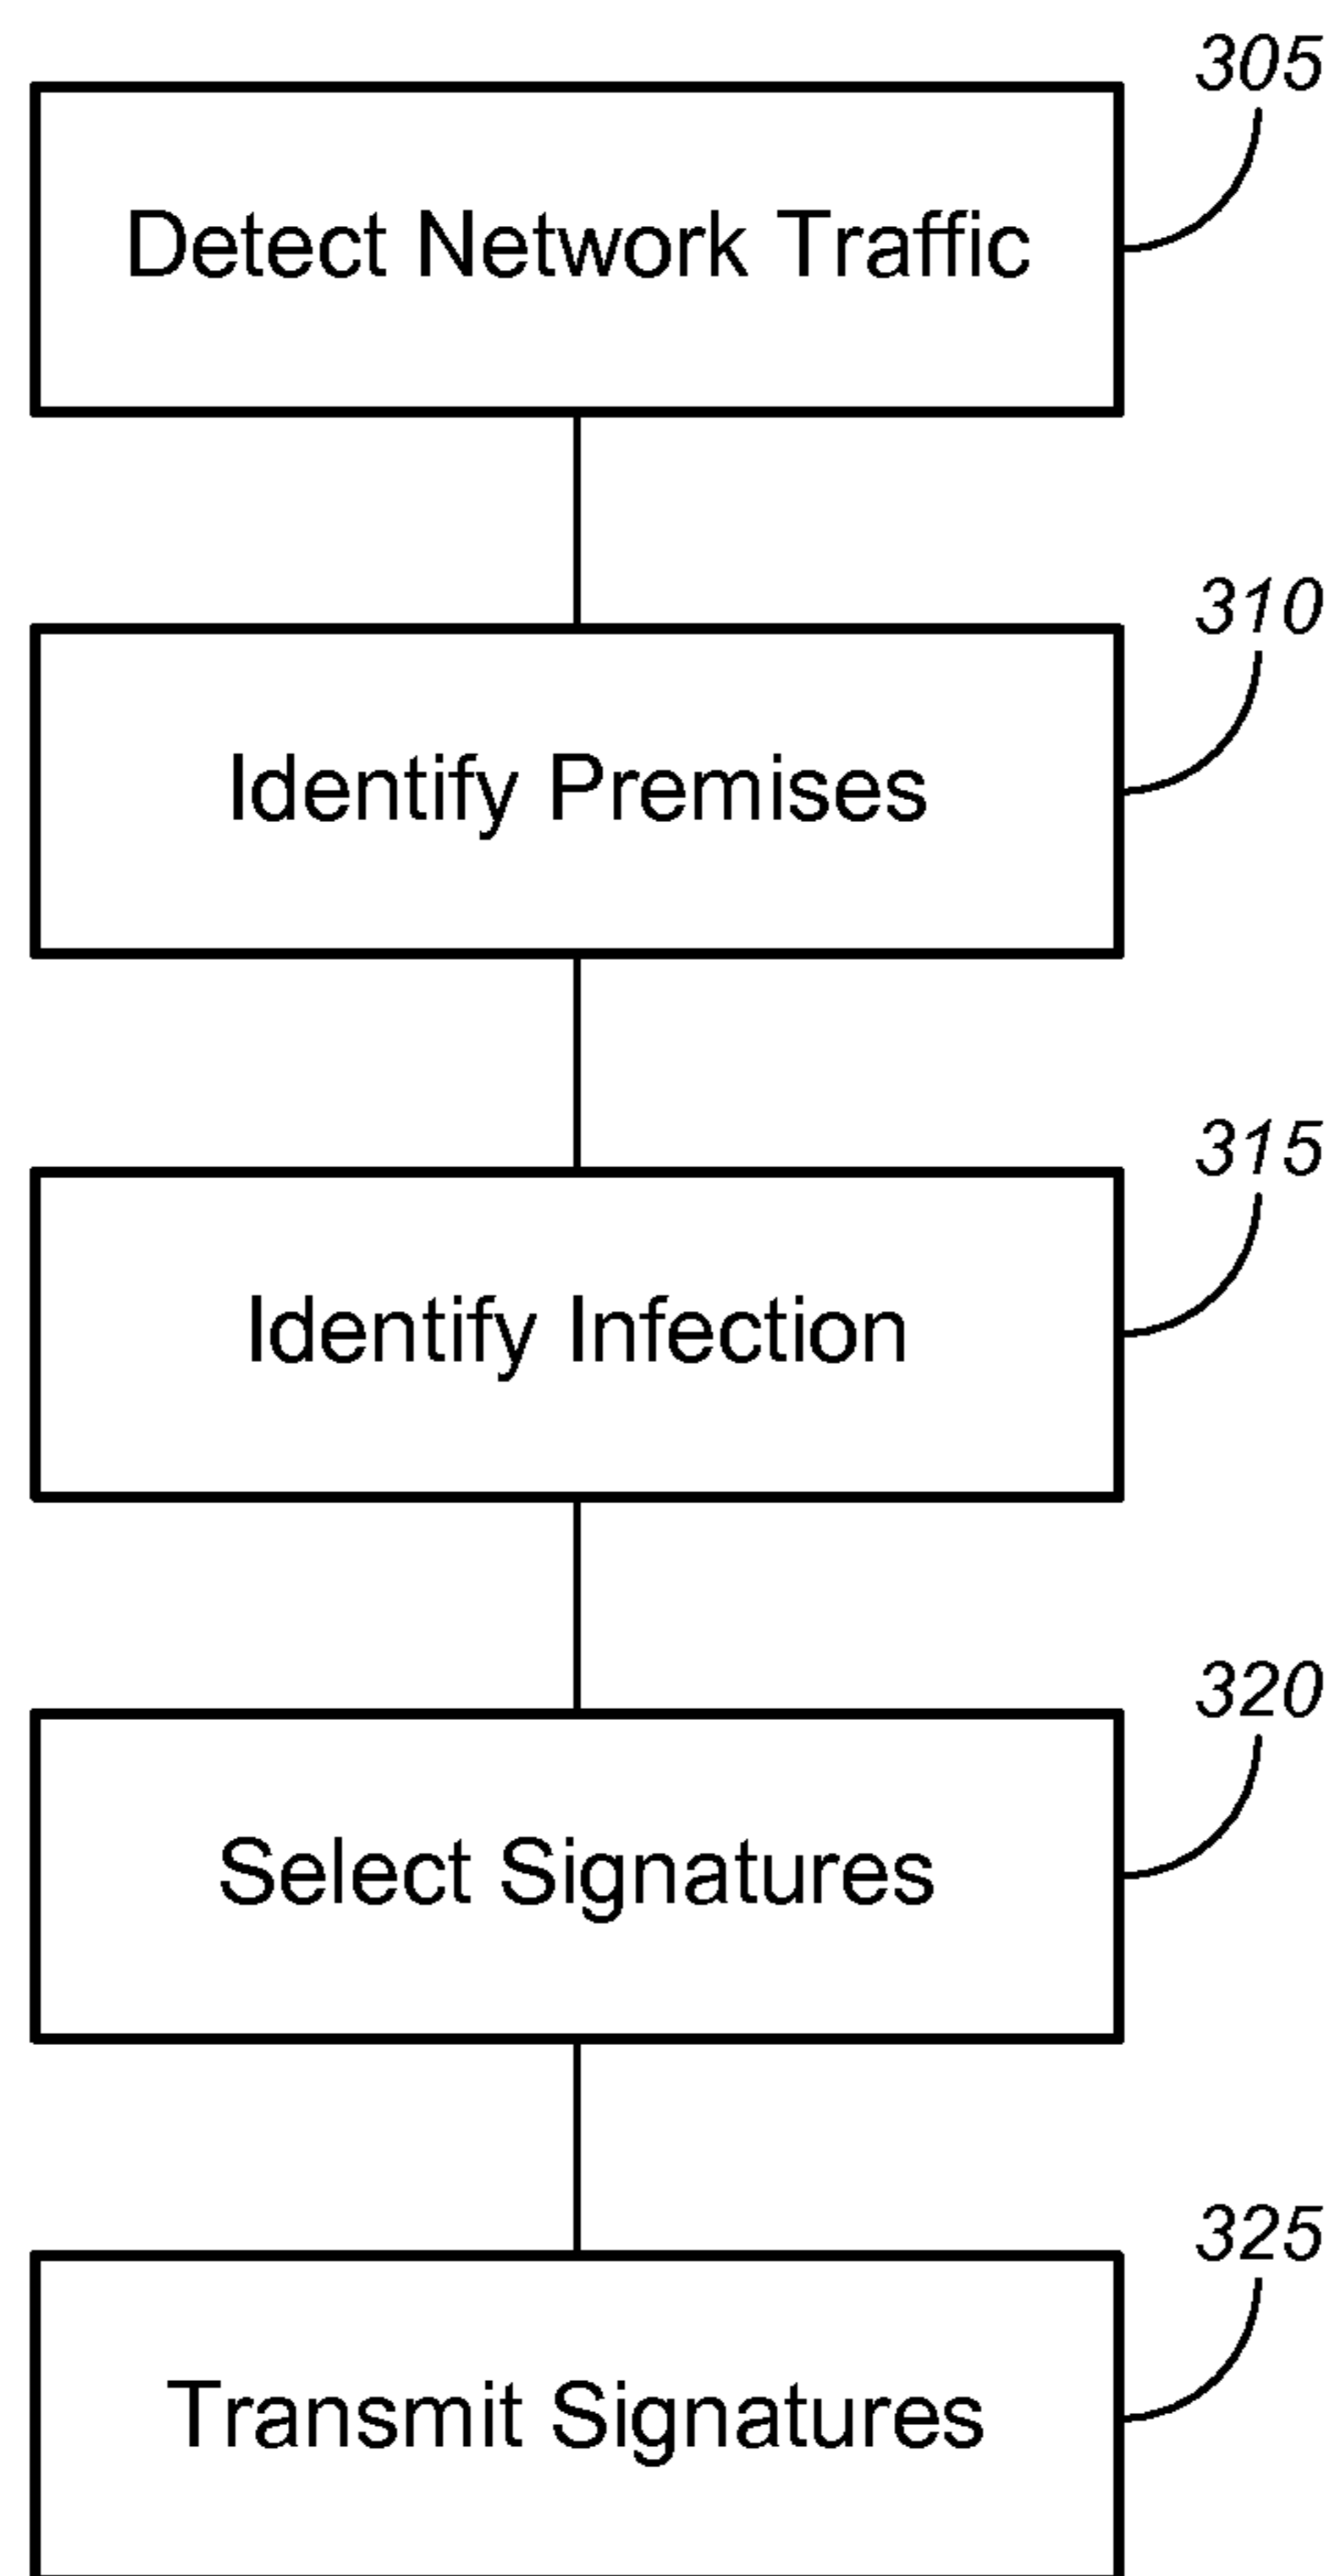 305
Detect Network Traffic
310
Identify Premises
315
Identify Infection
320
Select Signatures
325
Transmit Signatures